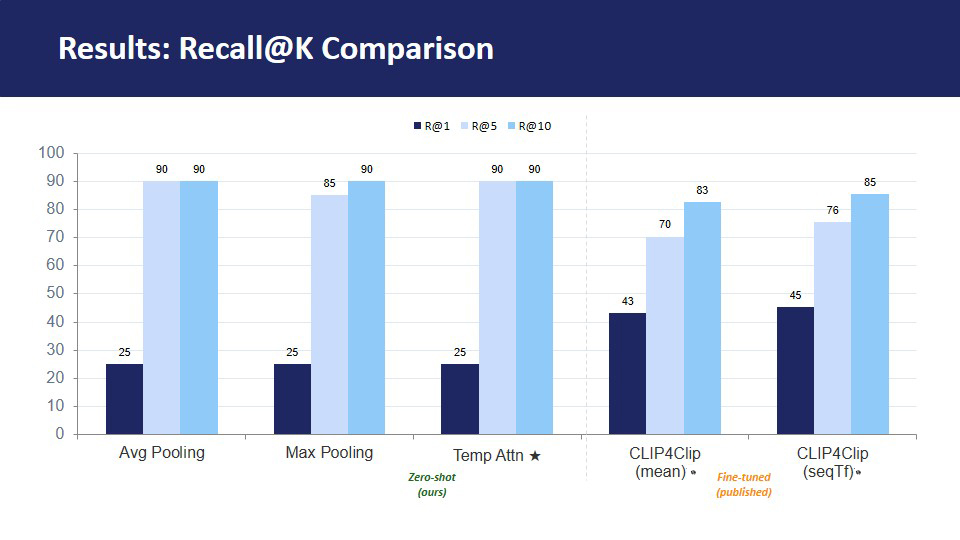 Results: Recall@K Comparison
R@1 R@5 R@10
100
90
80
70
60
50
40
30
20
10
0
25 90 90
25 85 90
25 90 90
43 70 83
45 76 85
Avg Pooling
Max Pooling
Temp Attn ★
CLIP4Clip
(mean)
CLIP4Clip
(seqTf)
Zero-shot
(ours)
Fine-tuned
(published)